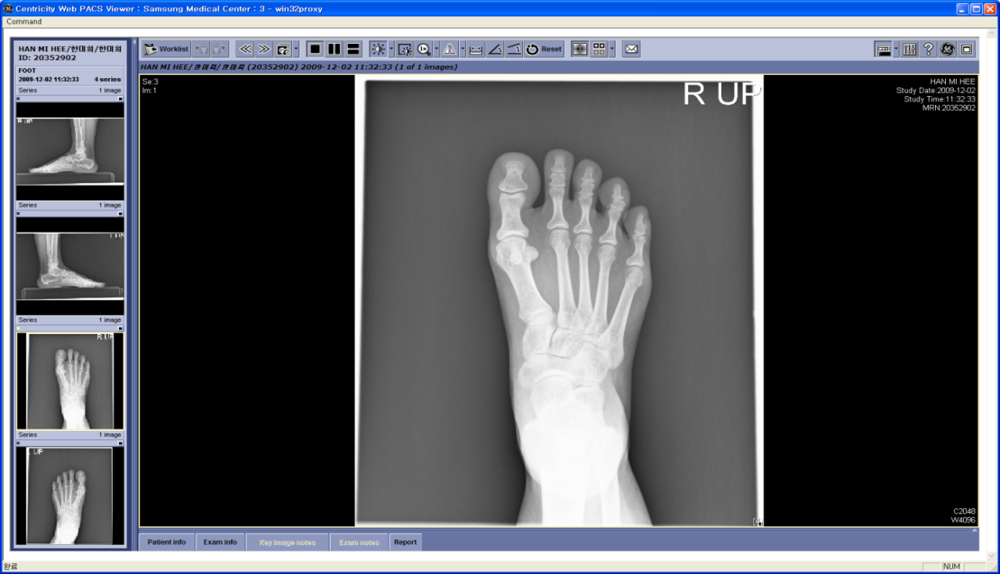 Centricity Web PACS Viewer : Samsung Medical Center : 3 - win32proxy
Command
HAN MI HEE/한미희/한미희
ID: 20352902
FOOT
2009-12-02 11:32:33 4 series
Series 1 image
R UP
Series 1 image
Series 1 image
R UP
Series 1 image
UP
Worklist
Reset
HAN MI HEE/한미희/한미희 (20352902) 2009-12-02 11:32:33 (1 of 1 images)
Se:3
Im:1
R UP
HAN MI HEE
Study Date:2009-12-02
Study Time:11:32:33
MRN:20352902
C2048
W4096
Patient info Exam info Key image notes Exam notes Report
완료 NUM